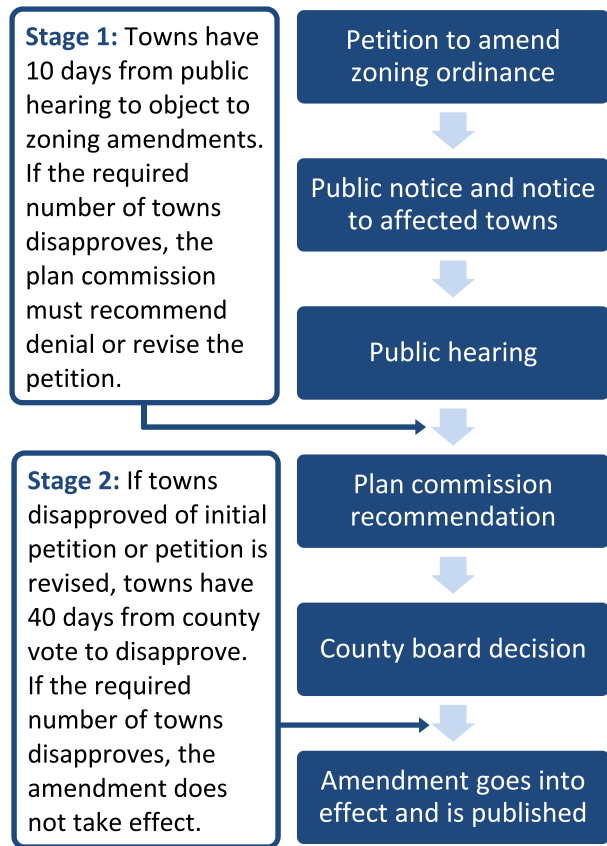 Stage 1: Towns have
10 days from public
hearing to object to
zoning amendments.
If the required
number of towns
disapproves, the
plan commission
must recommend
denial or revise the
petition.
Petition to amend
zoning ordinance
Public notice and notice
to affected towns
Public hearing
Stage 2: If towns
disapproved of initial
petition or petition is
revised, towns have
40 days from county
vote to disapprove.
If the required
number of towns
disapproves, the
amendment does
not take effect.
Plan commission
recommendation
County board decision
Amendment goes into
effect and is published